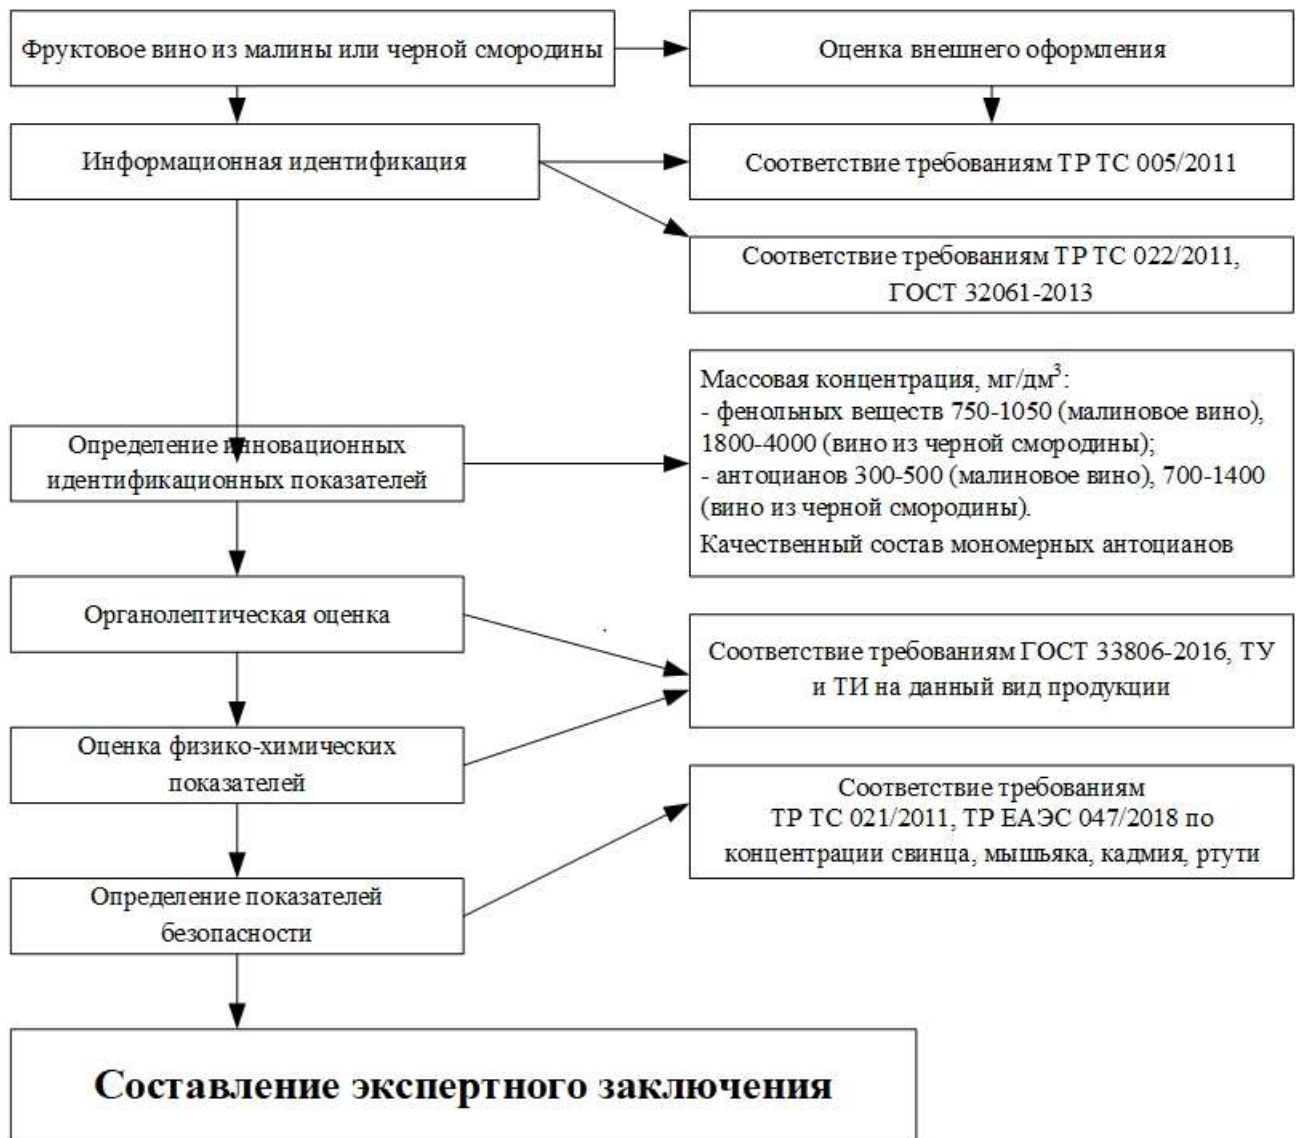 Фруктовое вино из малины или черной смородины
Оценка внешнего оформления
Информационная идентификация
Соответствие требованиям ТР ТС 005/2011
Соответствие требованиям ТР ТС 022/2011,
ГОСТ 32061-2013
Массовая концентрация, мг/дм³:
- фенольных веществ 750-1050 (малиновое вино),
1800-4000 (вино из черной смородины);
- антоцианов 300-500 (малиновое вино), 700-1400
(вино из черной смородины).
Качественный состав мономерных антоцианов
Определение инновационных
идентификационных показателей
Органолептическая оценка
Соответствие требованиям ГОСТ 33806-2016, ТУ
и ТИ на данный вид продукции
Оценка физико-химических
показателей
Соответствие требованиям
ТР ТС 021/2011, ТР ЕАЭС 047/2018 по
концентрации свинца, мышьяка, кадмия, ртути
Определение показателей
безопасности
Составление экспертного заключения